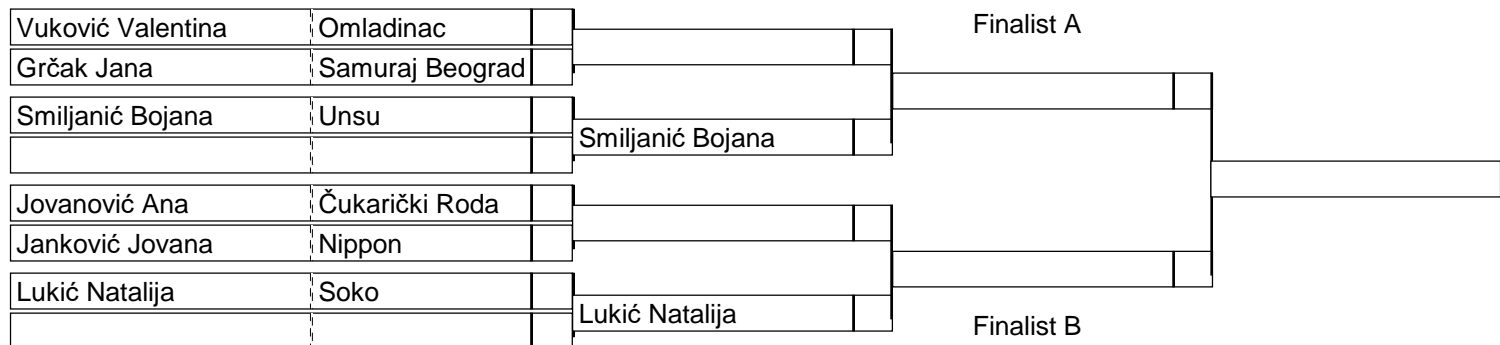 Vuković Valentina Omladinac
Finalist A
Grčak Jana Samuraj Beograd
Smiljanić Bojana Unsu
Smiljanić Bojana
Jovanović Ana Čukarički Roda
Janković Jovana Nippon
Lukić Natalija Soko
Lukić Natalija
Finalist B